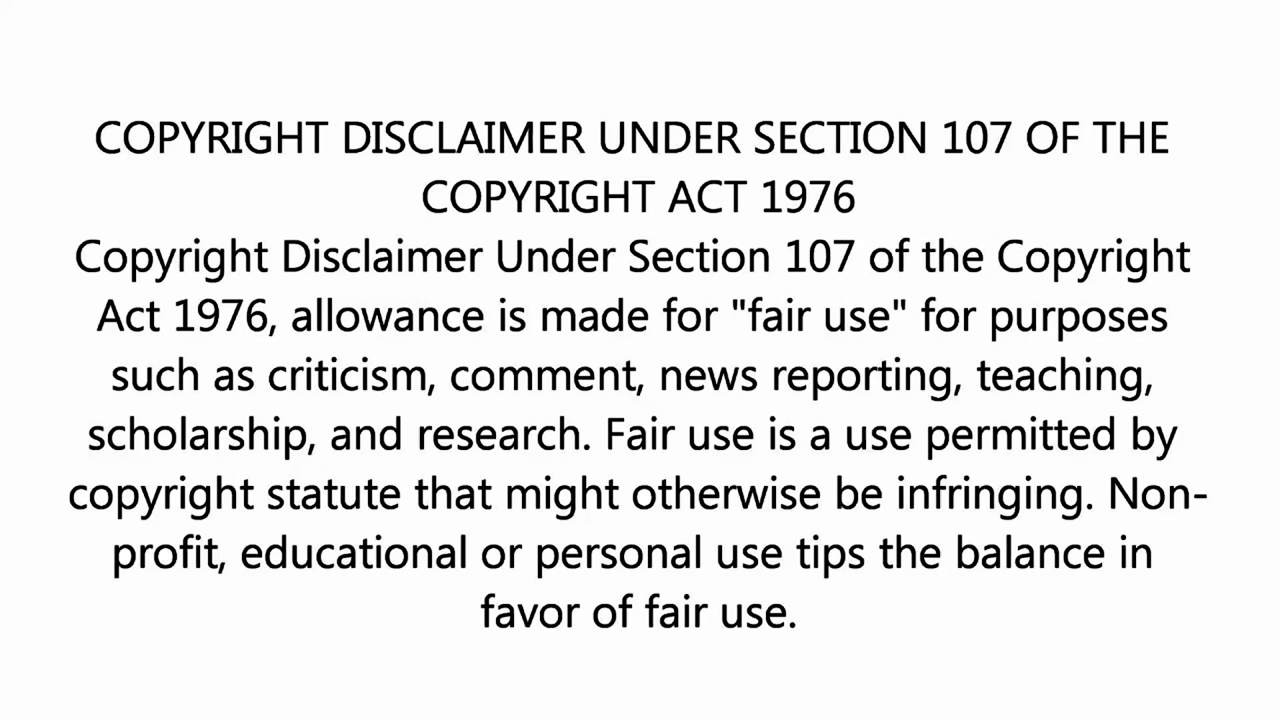 COPYRIGHT DISCLAIMER UNDER SECTION 107 OF THE
COPYRIGHT ACT 1976
Copyright Disclaimer Under Section 107 of the Copyright
Act 1976, allowance is made for "fair use" for purposes
such as criticism, comment, news reporting, teaching,
scholarship, and research. Fair use is a use permitted by
copyright statute that might otherwise be infringing. Non-
profit, educational or personal use tips the balance in
favor of fair use.